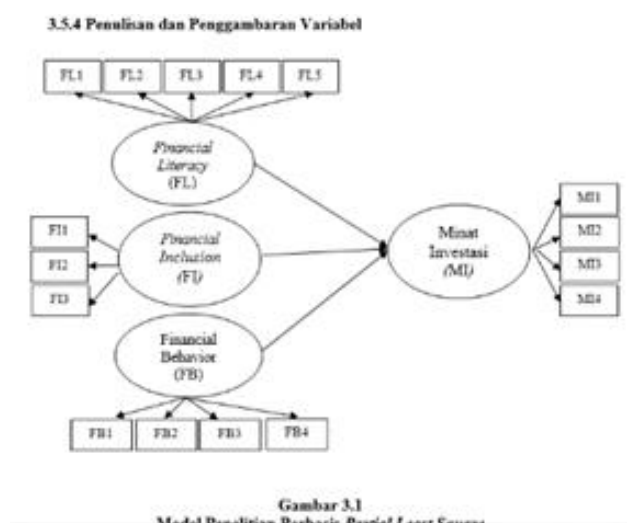 3.5.4 Penulisan dan Penggambaran Variabel
FL1 FL2 FL3 FL4 FL5
Financial
Literacy
(FL)
FI1
FI2
FI3
Financial
Inclusion
(FI)
Minat
Investasi
(MI)
MI1
MI2
MI3
MI4
Financial
Behavior
(FB)
FB1 FB2 FB3 FB4
Gambar 3.1
Model Penelitian Berbasis Partial Least